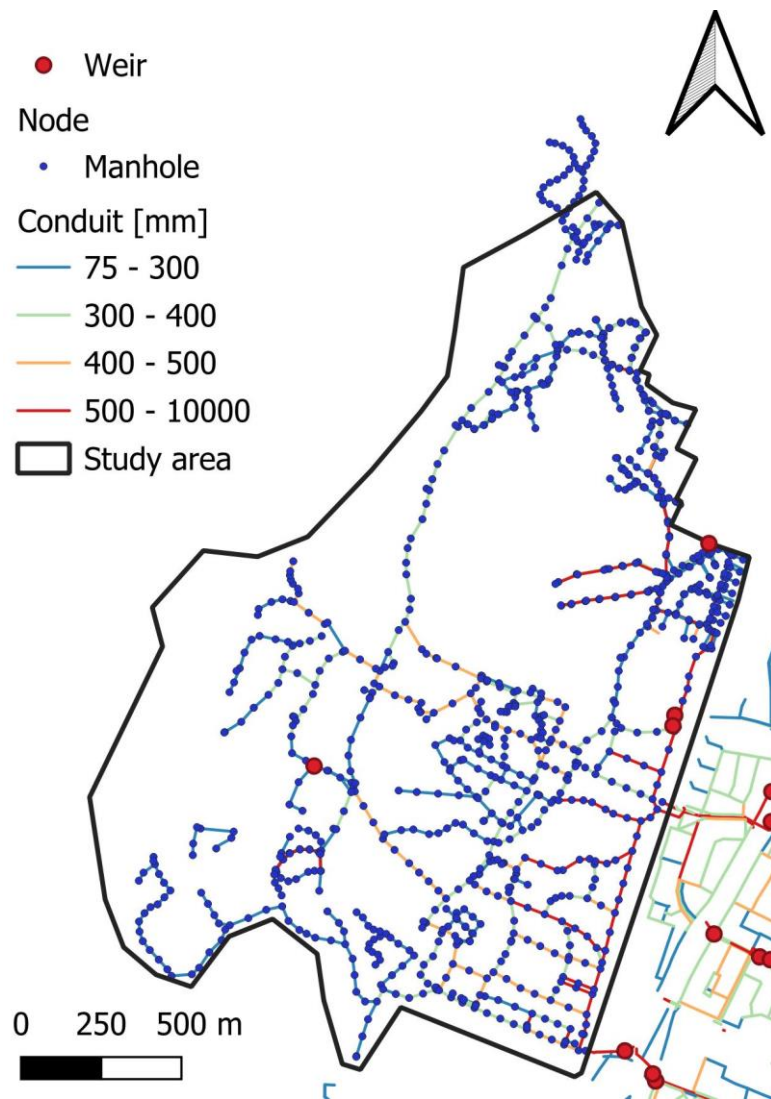 Weir
Node
Manhole
Conduit [mm]
75 - 300
300 - 400
400 - 500
500 - 10000
Study area
0 250 500 m